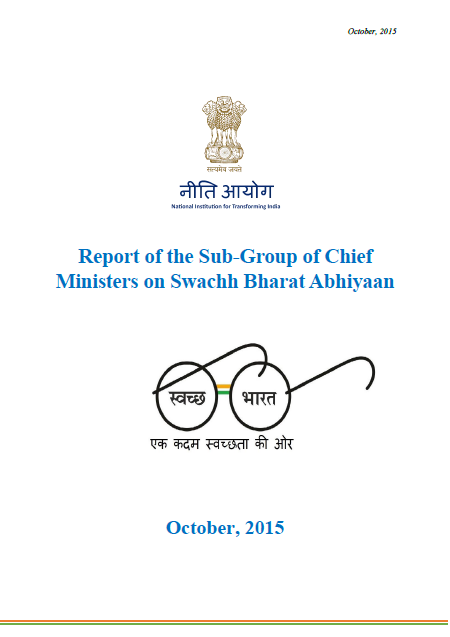 October, 2015
सत्यमेव जयते
नीति आयोग
National Institution for Transforming India
Report of the Sub-Group of Chief
Ministers on Swachh Bharat Abhiyaan
स्वच्छ भारत
एक कदम स्वच्छता की ओर
October, 2015